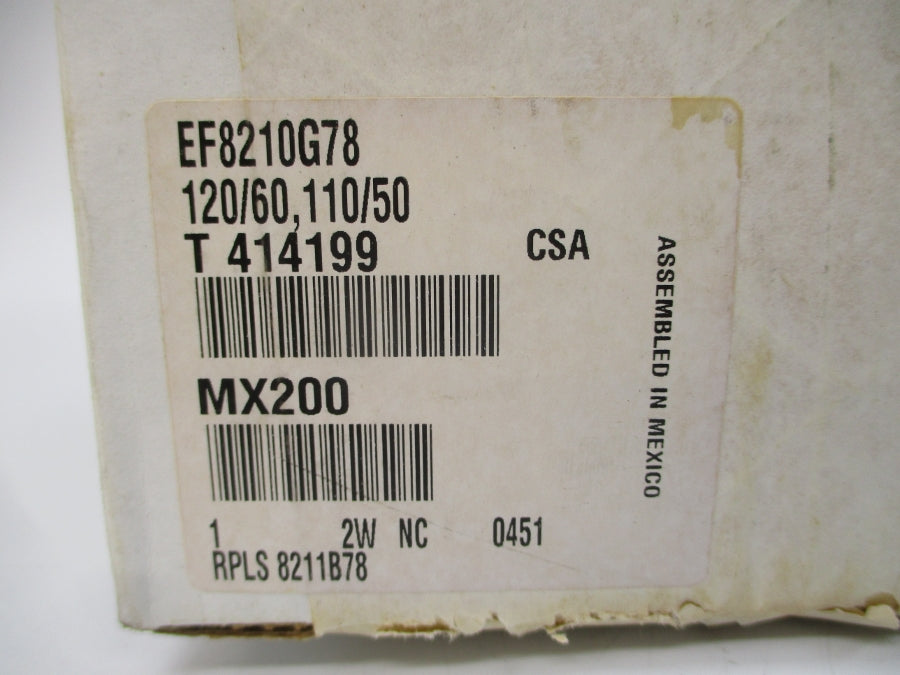 EF8210G78
120/60,110/50
T 414199
CSA
MX200
1 2W NC 0451
RPLS 8211B78
ASSEMBLED IN MEXICO